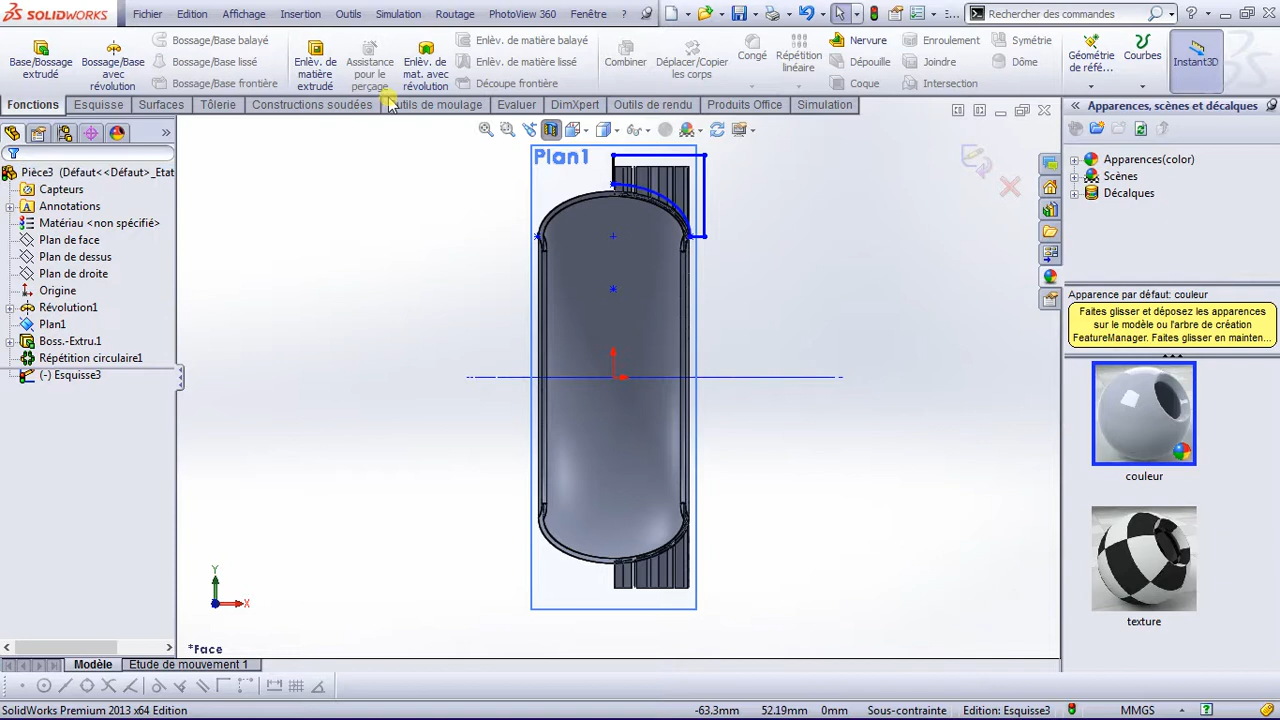 SOLIDWORKS Fichier Edition Affichage Insertion Outils Simulation Routage PhotoView 360 Fenêtre ? Rechercher des commandes
Base/Bossage extrudé
Bossage/Base avec révolution
Bossage/Base balayé
Bossage/Base lissé
Bossage/Base frontière
Enlèv. de matière extrudé
Assistance pour le perçage
Enlèv. de mat. avec révolution
Enlèv. de matière balayé
Enlèv. de matière lissé
Découpe frontière
Combiner
Déplacer/Copier les corps
Congé
Répétition linéaire
Nervure
Dépouille
Coque
Enroulement
Joindre
Intersection
Symétrie
Dôme
Géométrie de réfé...
Courbes
Instant3D
Fonctions Esquisse Surfaces Tôlerie Constructions soudées Outils de moulage Evaluer DimXpert Outils de rendu Produits Office Simulation
Pièce3 (Défaut<<Défaut>_Etat
Capteurs
Annotations
Matériau <non spécifié>
Plan de face
Plan de dessus
Plan de droite
Origine
Révolution1
Plan1
Boss.-Extru.1
Répétition circulaire1
(-) Esquisse3
Plan1
Y
X
*Face
Apparences, scènes et décalques
Apparences(color)
Scènes
Décalques
Apparence par défaut: couleur
Faites glisser et déposez les apparences
sur le modèle ou l'arbre de création
FeatureManager. Faites glisser en mainten...
couleur
texture
Modèle Etude de mouvement 1
SolidWorks Premium 2013 x64 Edition -63.3mm 52.19mm 0mm Sous-contrainte Edition: Esquisse3 MMGS